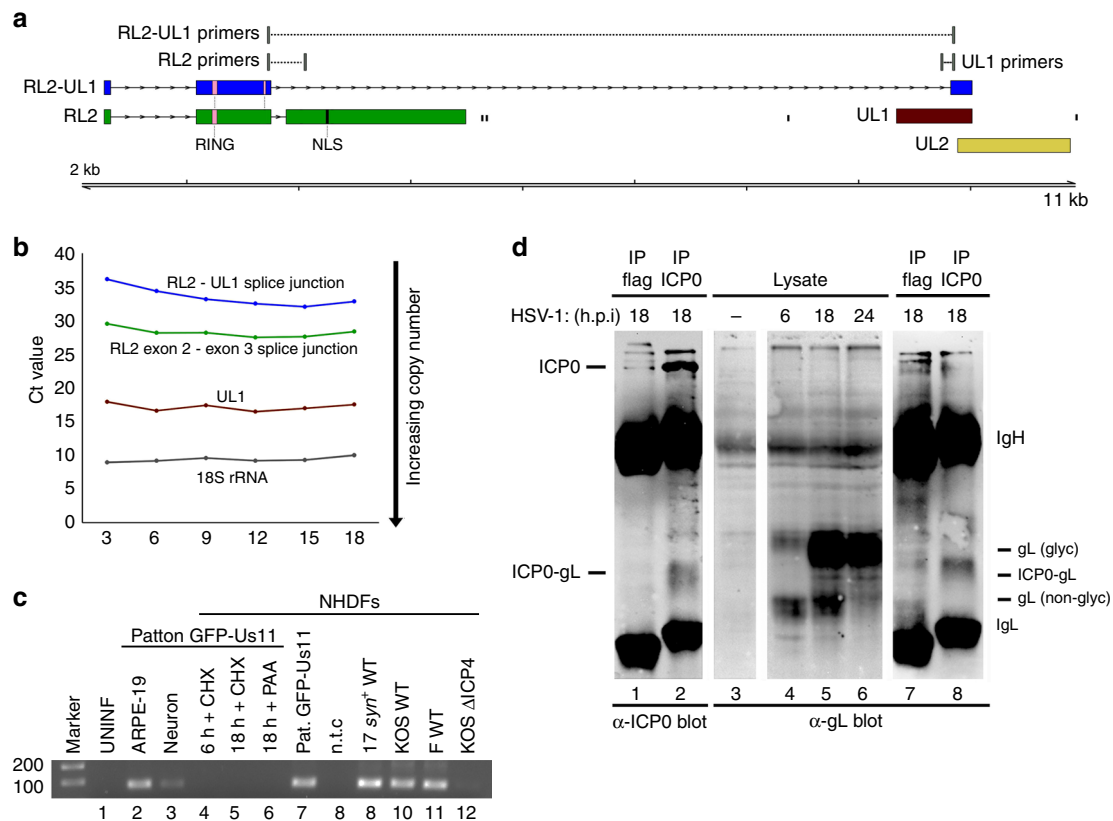 a
RL2-UL1 primers
RL2 primers
UL1 primers
RL2-UL1
RL2
UL1
RING
NLS
UL2
2 kb
11 kb
b
40
35
30
25
20
15
10
5
0
Ct value
RL2 - UL1 splice junction
RL2 exon 2 - exon 3 splice junction
UL1
18S rRNA
3 6 9 12 15 18
Increasing copy number
c
NHDFs
Patton GFP-Us11
Marker
UNINF
ARPE-19
Neuron
6 h + CHX
18 h + CHX
18 h + PAA
Pat. GFP-Us11
n.t.c
17 syn+ WT
KOS WT
F WT
KOS ΔICP4
200
100
1 2 3 4 5 6 7 8 8 10 11 12
d
IP flag
IP ICP0
Lysate
IP flag
IP ICP0
HSV-1: (h.p.i) 18 18 – 6 18 24 18 18
ICP0
IgH
gL (glyc)
ICP0-gL
ICP0-gL
gL (non-glyc)
IgL
1 2 3 4 5 6 7 8
α-ICP0 blot
α-gL blot